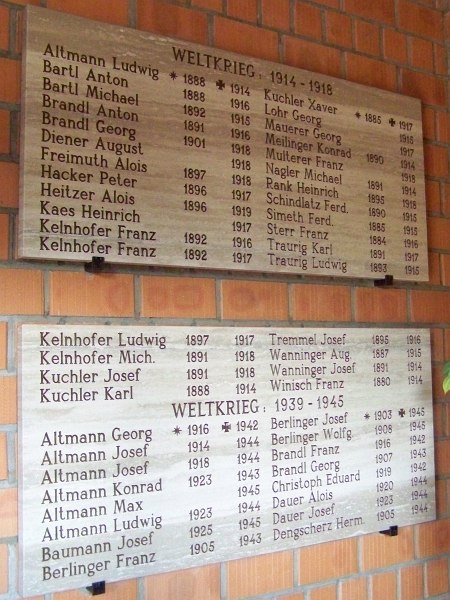 WELTKRIEG : 1914 - 1918
Altmann Ludwig * 1888 ✠ 1914
Bartl Anton 1888 1916
Bartl Michael 1892 1915
Brandl Anton 1891 1916
Brandl Georg 1901 1918
Diener August 1918
Freimuth Alois 1897 1918
Hacker Peter 1896 1917
Heitzer Alois 1896 1919
Kaes Heinrich 1917
Kelnhofer Franz 1892 1916
Kelnhofer Franz 1892 1917
Kuchler Xaver * 1885 ✠ 1917
Lohr Georg 1915
Mauerer Georg 1917
Meilinger Konrad 1890 1914
Multerer Franz 1918
Nagler Michael 1914
Rank Heinrich 1891 1918
Schindlatz Ferd. 1895 1915
Simeth Ferd. 1890 1915
Sterr Franz 1885 1916
Traurig Karl 1884 1917
Traurig Ludwig 1893 1915
Kelnhofer Ludwig 1897 1917
Kelnhofer Mich. 1891 1918
Kuchler Josef 1891 1918
Kuchler Karl 1888 1914
Tremmel Josef 1895 1916
Wanninger Aug. 1887 1915
Wanninger Josef 1891 1914
Winisch Franz 1880 1914
WELTKRIEG : 1939 - 1945
Altmann Georg * 1916 ✠ 1942
Altmann Josef 1914 1944
Altmann Josef 1918 1944
Altmann Konrad 1923 1943
Altmann Max 1945
Altmann Ludwig 1923 1944
Baumann Josef 1925 1945
Berlinger Franz 1905 1943
Berlinger Josef * 1903 ✠ 1945
Berlinger Wolfg. 1908 1945
Brandl Franz 1916 1942
Brandl Georg 1907 1943
Christoph Eduard 1919 1942
Dauer Alois 1920 1944
Dauer Josef 1923 1944
Dengscherz Herm. 1905 1944